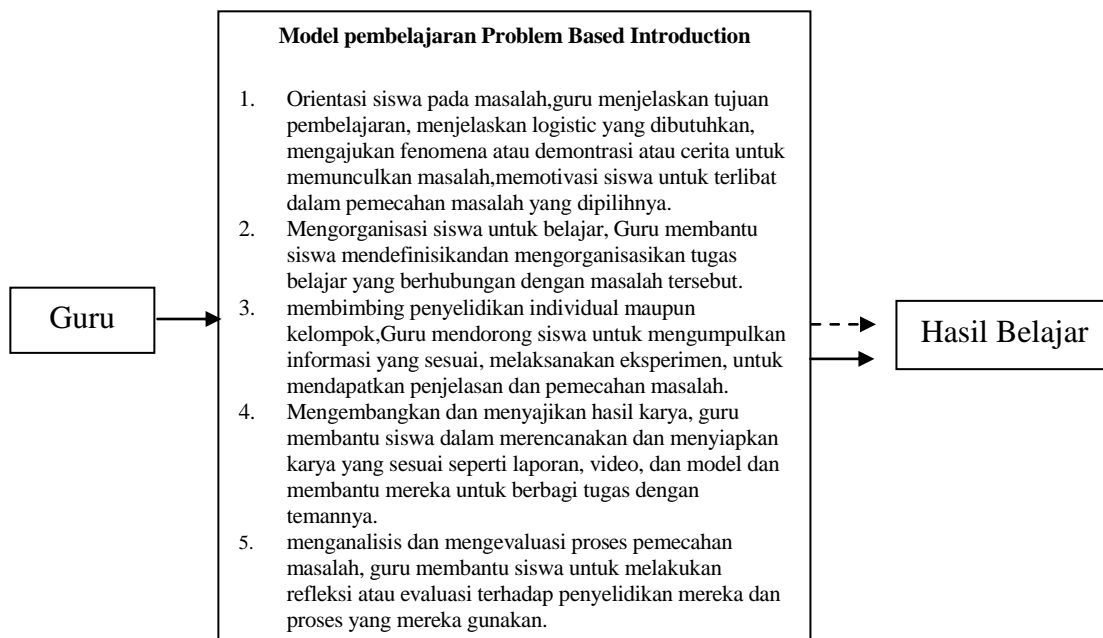 Model pembelajaran Problem Based Introduction
1. Orientasi siswa pada masalah,guru menjelaskan tujuan
pembelajaran, menjelaskan logistic yang dibutuhkan,
mengajukan fenomena atau demontrasi atau cerita untuk
memunculkan masalah,memotivasi siswa untuk terlibat
dalam pemecahan masalah yang dipilihnya.
2. Mengorganisasi siswa untuk belajar, Guru membantu
siswa mendefinisikandan mengorganisasikan tugas
belajar yang berhubungan dengan masalah tersebut.
3. membimbing penyelidikan individual maupun
kelompok,Guru mendorong siswa untuk mengumpulkan
informasi yang sesuai, melaksanakan eksperimen, untuk
mendapatkan penjelasan dan pemecahan masalah.
4. Mengembangkan dan menyajikan hasil karya, guru
membantu siswa dalam merencanakan dan menyiapkan
karya yang sesuai seperti laporan, video, dan model dan
membantu mereka untuk berbagi tugas dengan
temannya.
5. menganalisis dan mengevaluasi proses pemecahan
masalah, guru membantu siswa untuk melakukan
refleksi atau evaluasi terhadap penyelidikan mereka dan
proses yang mereka gunakan.
Guru
Hasil Belajar